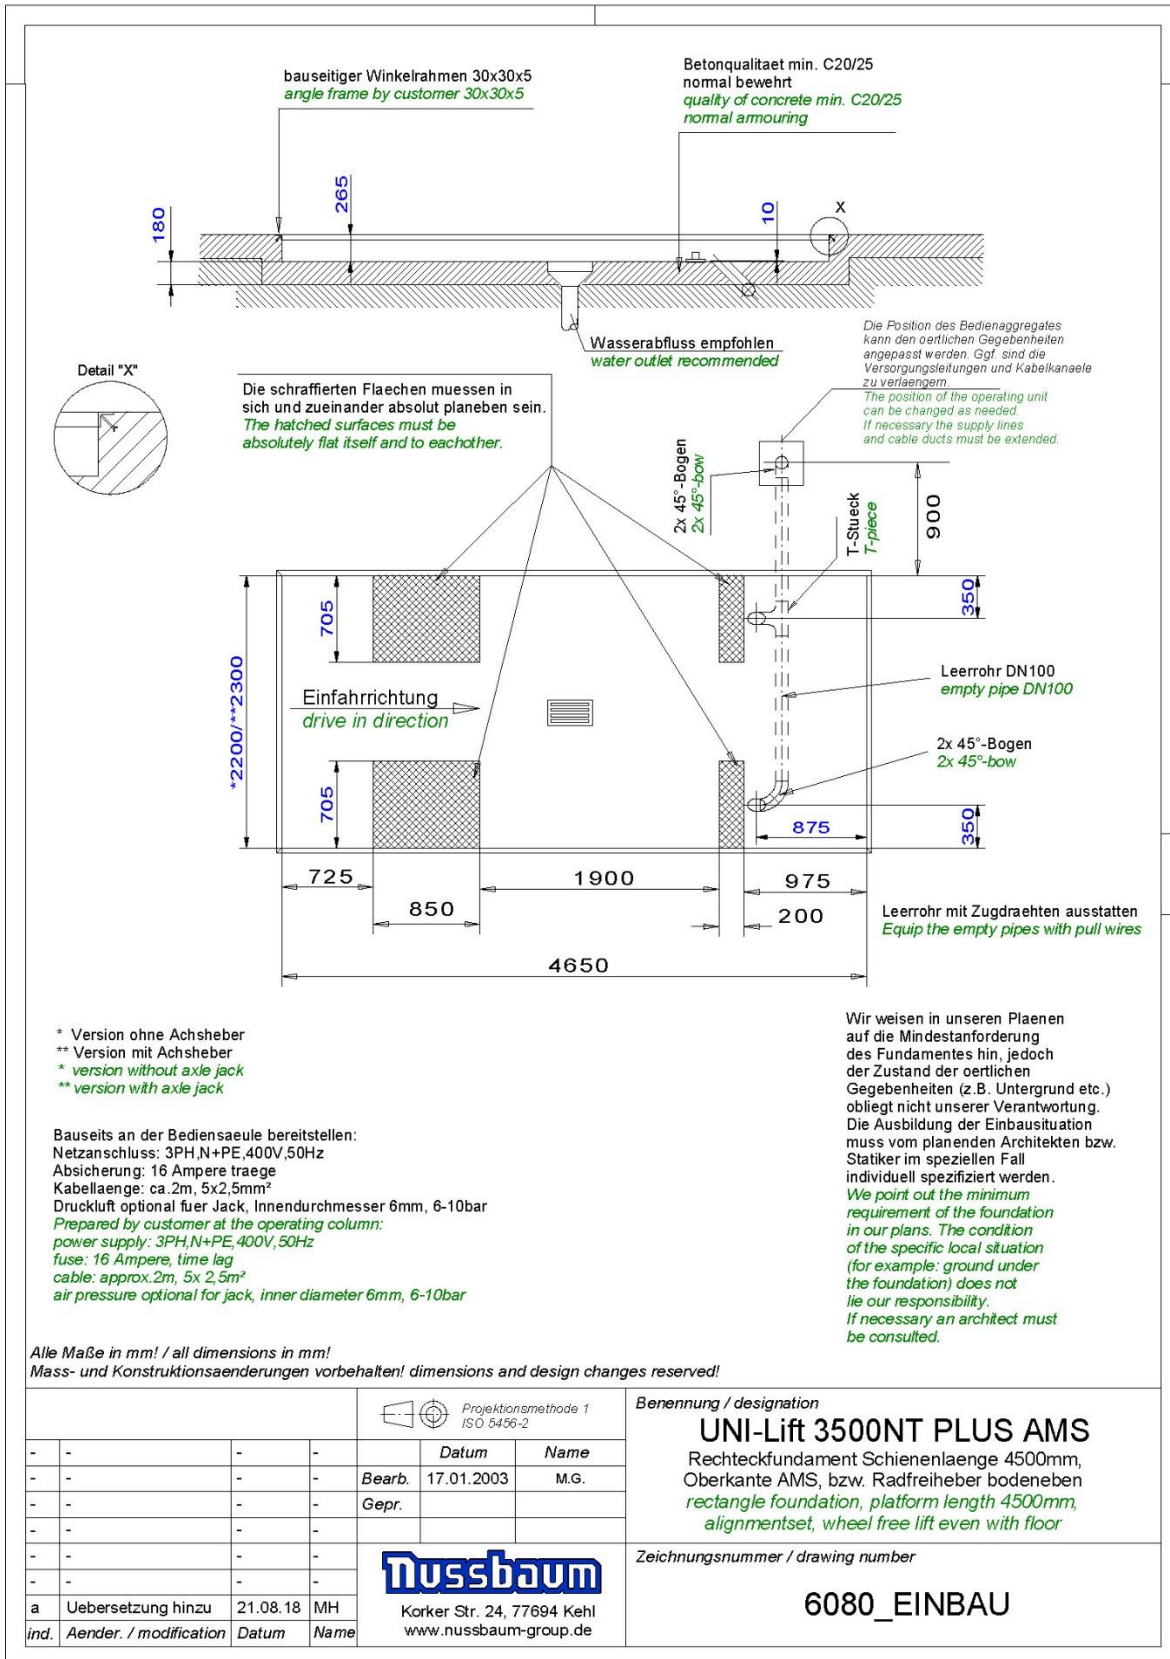 bauseitiger Winkelrahmen 30x30x5
angle frame by customer 30x30x5
Betonqualitaet min. C20/25
normal bewehrt
quality of concrete min. C20/25
normal armouring
180
265
10
X
Wasserabfluss empfohlen
water outlet recommended
Die Position des Bedienaggregates
kann den oertlichen Gegebenheiten
angepasst werden. Ggf. sind die
Versorgungsleitungen und Kabelkanaele
zu verlaengern.
The position of the operating unit
can be changed as needed.
If necessary the supply lines
and cable ducts must be extended.
Detail "X"
Die schraffierten Flaechen muessen in
sich und zueinander absolut planeben sein.
The hatched surfaces must be
absolutely flat itself and to eachother.
2x 45°-Bogen
2x 45°-bow
T-Stueck
T-piece
900
350
705
*2200/**2300
Einfahrrichtung
drive in direction
Leerrohr DN100
empty pipe DN100
2x 45°-Bogen
2x 45°-bow
705
875
350
725
1900
975
850
200
Leerrohr mit Zugdraehten ausstatten
Equip the empty pipes with pull wires
4650
* Version ohne Achsheber
** Version mit Achsheber
* version without axle jack
** version with axle jack
Bauseits an der Bediensaeule bereitstellen:
Netzanschluss: 3PH,N+PE,400V,50Hz
Absicherung: 16 Ampere traege
Kabellaenge: ca.2m, 5x2,5mm²
Druckluft optional fuer Jack, Innendurchmesser 6mm, 6-10bar
Prepared by customer at the operating column:
power supply: 3PH,N+PE,400V,50Hz
fuse: 16 Ampere, time lag
cable: approx.2m, 5x 2,5m²
air pressure optional for jack, inner diameter 6mm, 6-10bar
Wir weisen in unseren Plaenen
auf die Mindestanforderung
des Fundamentes hin, jedoch
der Zustand der oertlichen
Gegebenheiten (z.B. Untergrund etc.)
obliegt nicht unserer Verantwortung.
Die Ausbildung der Einbausituation
muss vom planenden Architekten bzw.
Statiker im speziellen Fall
individuell spezifiziert werden.
We point out the minimum
requirement of the foundation
in our plans. The condition
of the specific local situation
(for example: ground under
the foundation) does not
lie our responsibility.
If necessary an architect must
be consulted.
Alle Maße in mm! / all dimensions in mm!
Mass- und Konstruktionsaenderungen vorbehalten! dimensions and design changes reserved!
Projektionsmethode 1
ISO 5456-2
- - - - Datum Name
- - - - Bearb. 17.01.2003 M.G.
- - - - Gepr.
- - - -
- - - -
- - - -
a Uebersetzung hinzu 21.08.18 MH
ind. Aender. / modification Datum Name
Nussbaum
Korker Str. 24, 77694 Kehl
www.nussbaum-group.de
Benennung / designation
UNI-Lift 3500NT PLUS AMS
Rechteckfundament Schienenlaenge 4500mm,
Oberkante AMS, bzw. Radfreiheber bodeneben
rectangle foundation, platform length 4500mm,
alignmentset, wheel free lift even with floor
Zeichnungsnummer / drawing number
6080_EINBAU